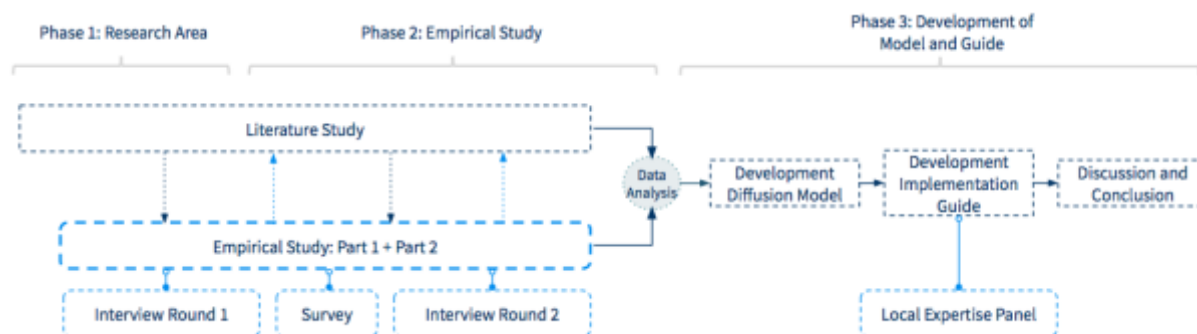 Phase 1: Research Area
Phase 2: Empirical Study
Phase 3: Development of
Model and Guide
Literature Study
Data
Analysis
Development
Diffusion Model
Development
Implementation
Guide
Discussion and
Conclusion
Empirical Study: Part 1 + Part 2
Interview Round 1
Survey
Interview Round 2
Local Expertise Panel